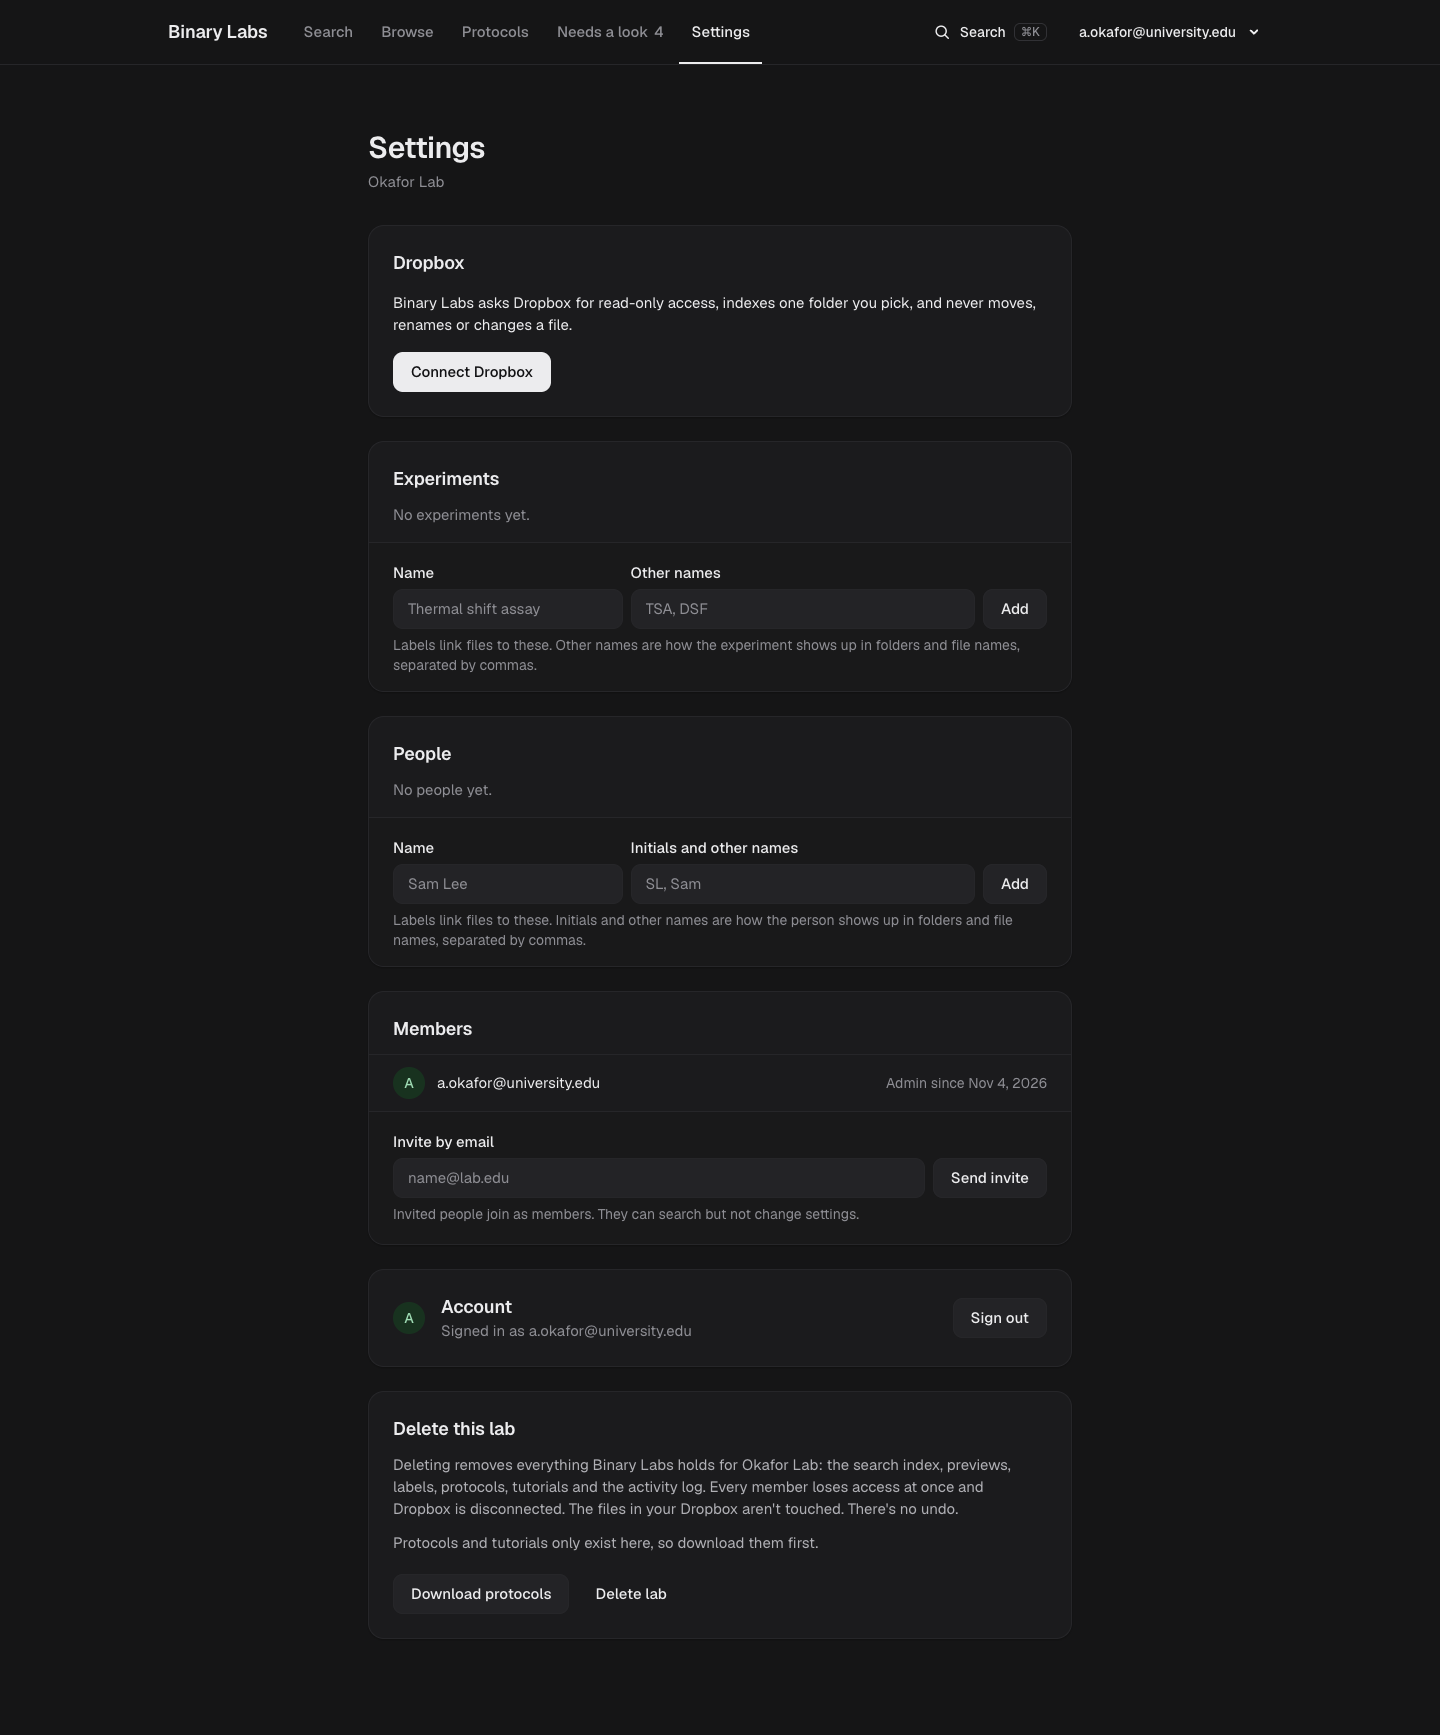 Binary Labs Search Browse Protocols Needs a look 4 Settings Search ⌘K a.okafor@university.edu
Settings
Okafor Lab
Dropbox
Binary Labs asks Dropbox for read-only access, indexes one folder you pick, and never moves,
renames or changes a file.
Connect Dropbox
Experiments
No experiments yet.
Name Other names
Thermal shift assay TSA, DSF Add
Labels link files to these. Other names are how the experiment shows up in folders and file names,
separated by commas.
People
No people yet.
Name Initials and other names
Sam Lee SL, Sam Add
Labels link files to these. Initials and other names are how the person shows up in folders and file
names, separated by commas.
Members
A a.okafor@university.edu Admin since Nov 4, 2026
Invite by email
name@lab.edu Send invite
Invited people join as members. They can search but not change settings.
A Account Sign out
Signed in as a.okafor@university.edu
Delete this lab
Deleting removes everything Binary Labs holds for Okafor Lab: the search index, previews,
labels, protocols, tutorials and the activity log. Every member loses access at once and
Dropbox is disconnected. The files in your Dropbox aren't touched. There's no undo.
Protocols and tutorials only exist here, so download them first.
Download protocols Delete lab